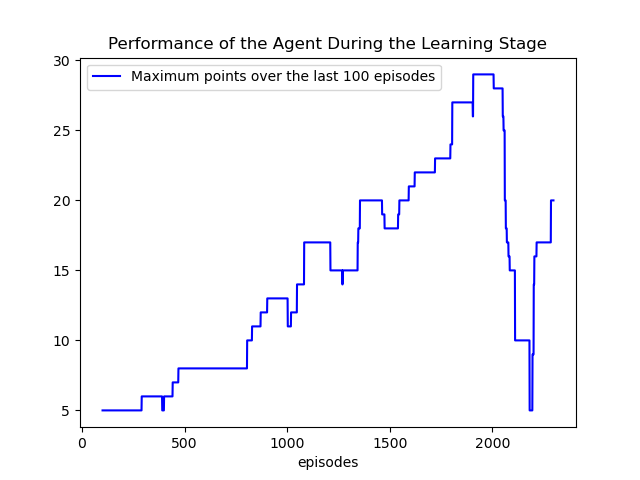 Performance of the Agent During the Learning Stage
Maximum points over the last 100 episodes
30
25
20
15
10
5
0 500 1000 1500 2000
episodes